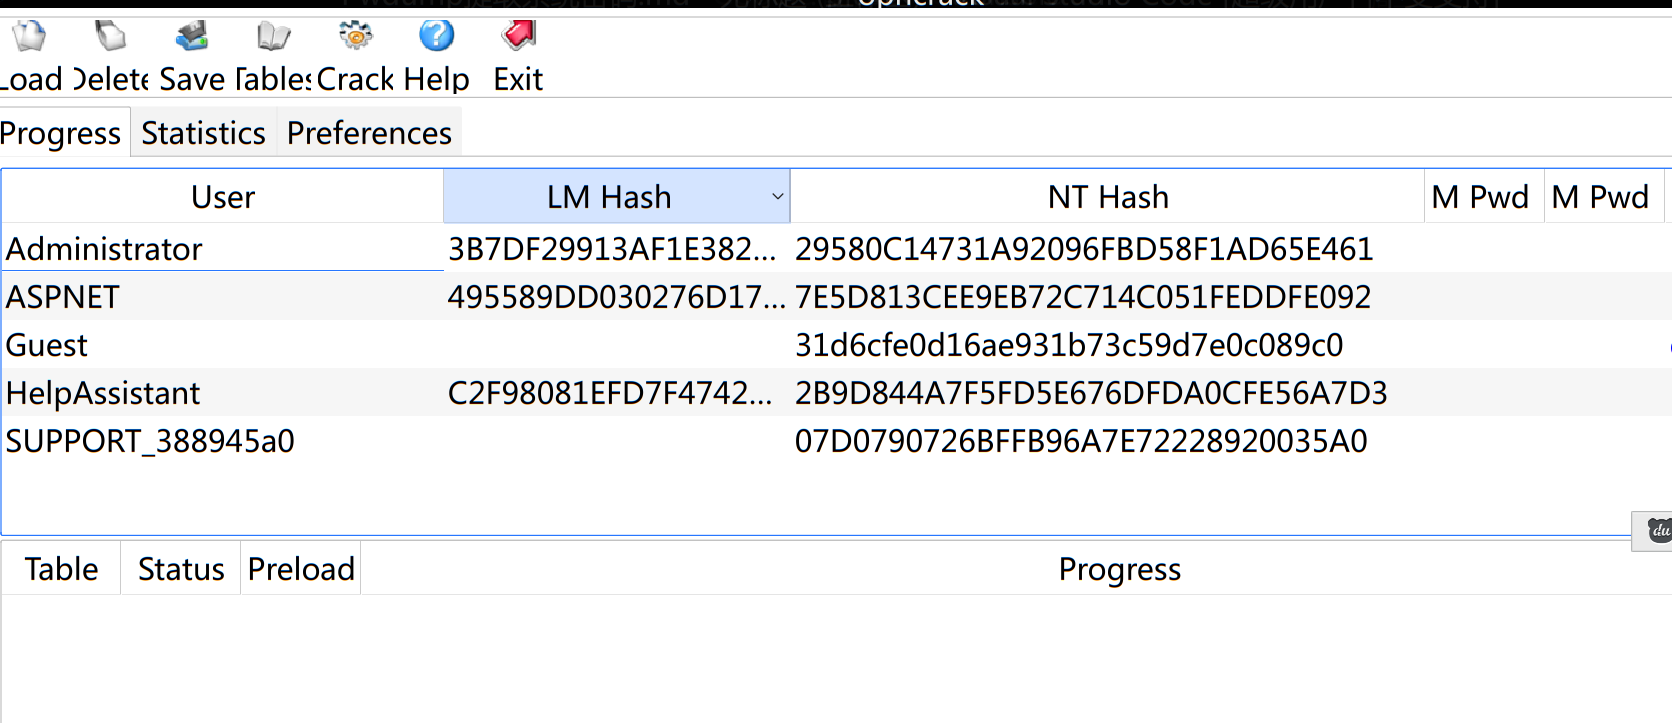 Ophcrack
Load Delete Save Tables Crack Help Exit
Progress Statistics Preferences
User LM Hash NT Hash M Pwd M Pwd
Administrator 3B7DF29913AF1E382... 29580C14731A92096FBD58F1AD65E461
ASPNET 495589DD030276D17... 7E5D813CEE9EB72C714C051FEDDFE092
Guest 31d6cfe0d16ae931b73c59d7e0c089c0
HelpAssistant C2F98081EFD7F4742... 2B9D844A7F5FD5E676DFDA0CFE56A7D3
SUPPORT_388945a0 07D0790726BFFB96A7E72228920035A0
du
Table Status Preload Progress